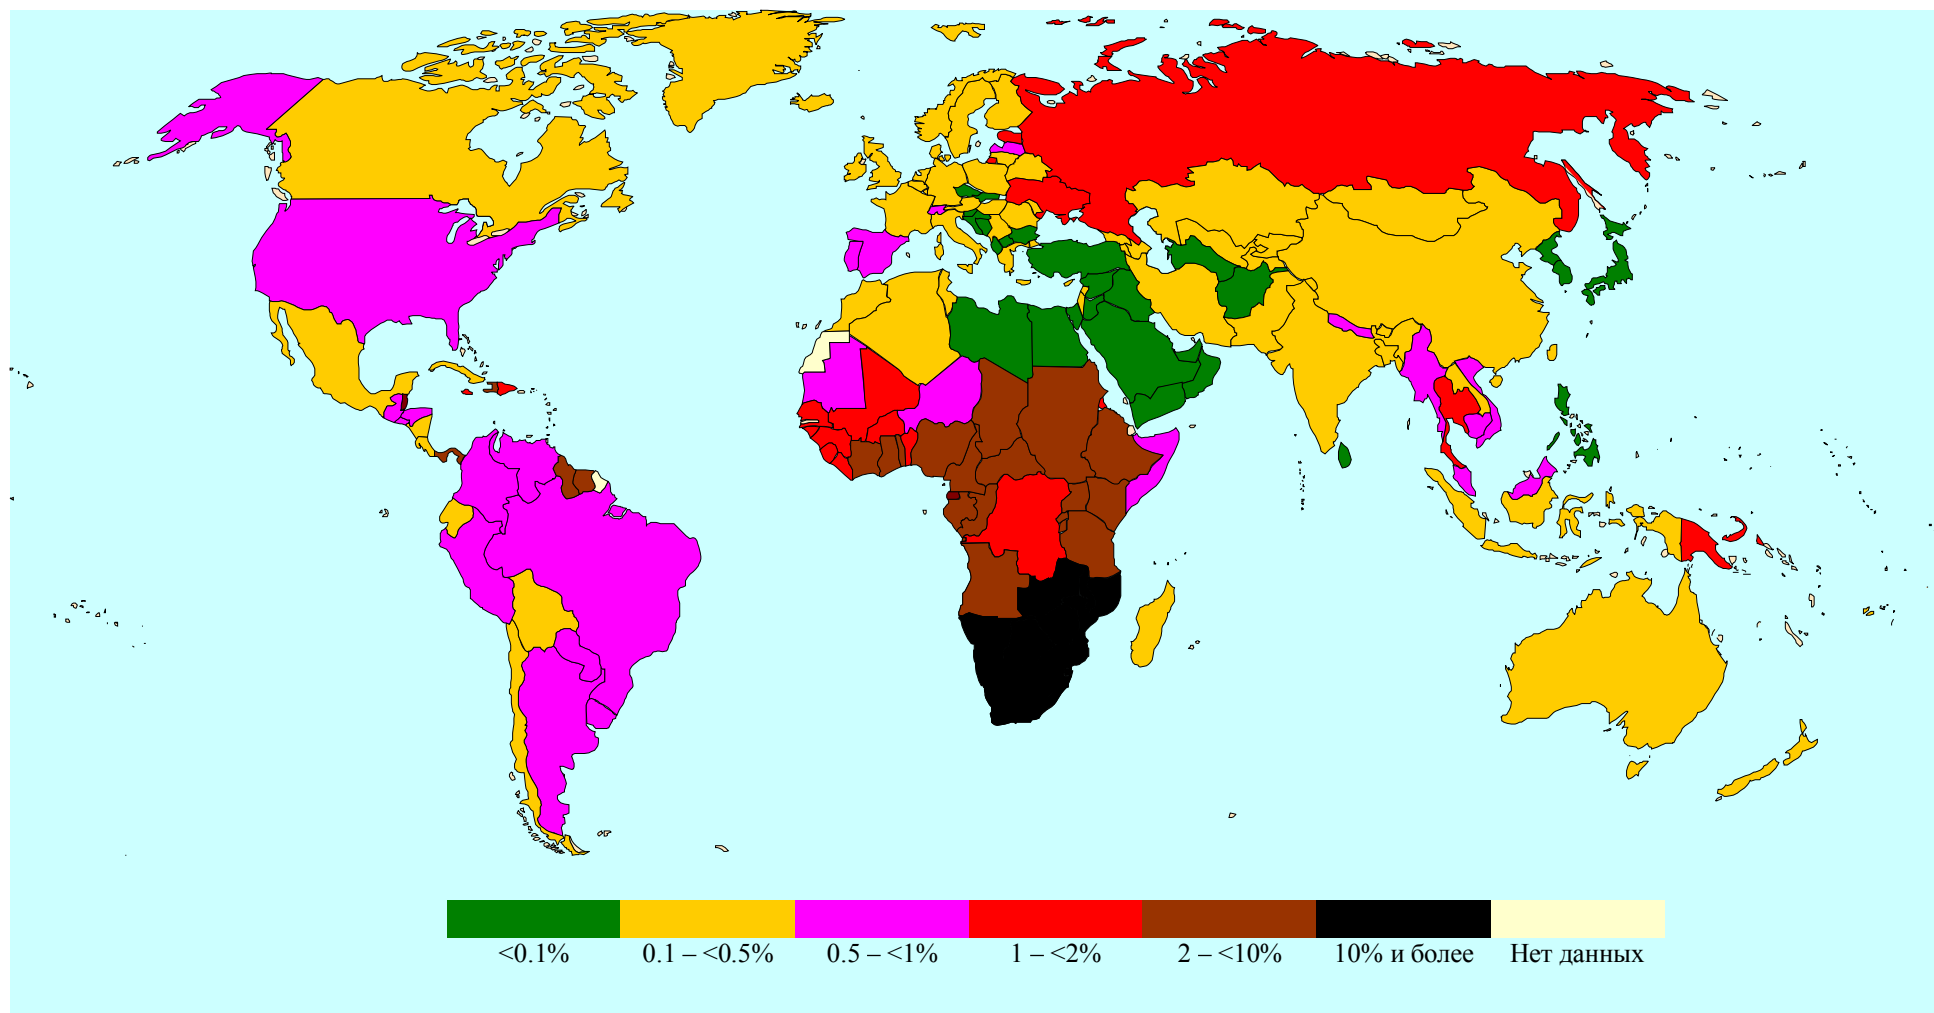 <0.1% 0.1 – <0.5% 0.5 – <1% 1 – <2% 2 – <10% 10% и более Нет данных